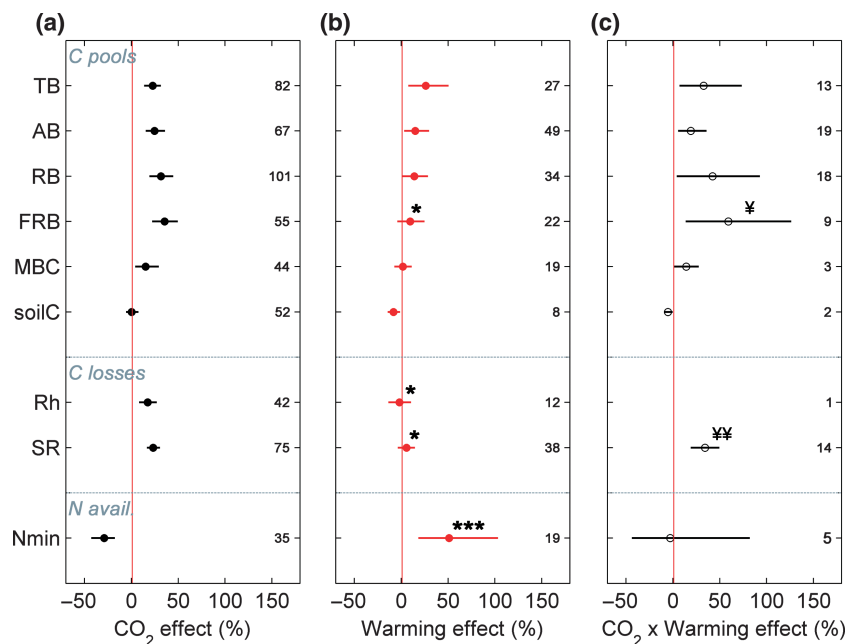 (a) (b) (c)
C pools
TB 82 27 13
AB 67 49 19
RB 101 34 18
¥
FRB 55 * 22 9
MBC 44 19 3
soilC 52 8 2
C losses
Rh 42 * 12 1
SR 75 * 38 ¥¥ 14
N avail.
Nmin 35 *** 19 5
−50 0 50 100 150 −50 0 50 100 150 −50 0 50 100 150
CO2 effect (%) Warming effect (%) CO2 x Warming effect (%)